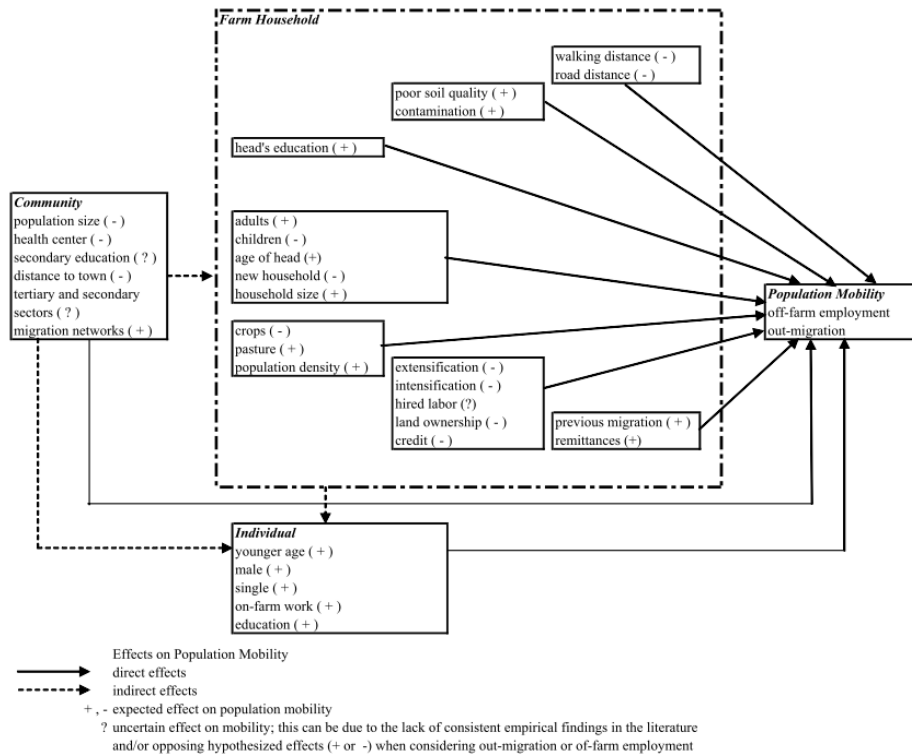 Farm Household
walking distance ( - )
road distance ( - )
poor soil quality ( + )
contamination ( + )
head's education ( + )
Community
population size ( - )
health center ( - )
secondary education ( ? )
distance to town ( - )
tertiary and secondary
sectors ( ? )
migration networks ( + )
adults ( + )
children ( - )
age of head (+)
new household ( - )
household size ( + )
crops ( - )
pasture ( + )
population density ( + )
extensification ( - )
intensification ( - )
hired labor (?)
land ownership ( - )
credit ( - )
previous migration ( + )
remittances (+)
Population Mobility
off-farm employment
out-migration
Individual
younger age ( + )
male ( + )
single ( + )
on-farm work ( + )
education ( + )
Effects on Population Mobility
direct effects
indirect effects
+ , - expected effect on population mobility
? uncertain effect on mobility; this can be due to the lack of consistent empirical findings in the literature
and/or opposing hypothesized effects (+ or -) when considering out-migration or of-farm employment